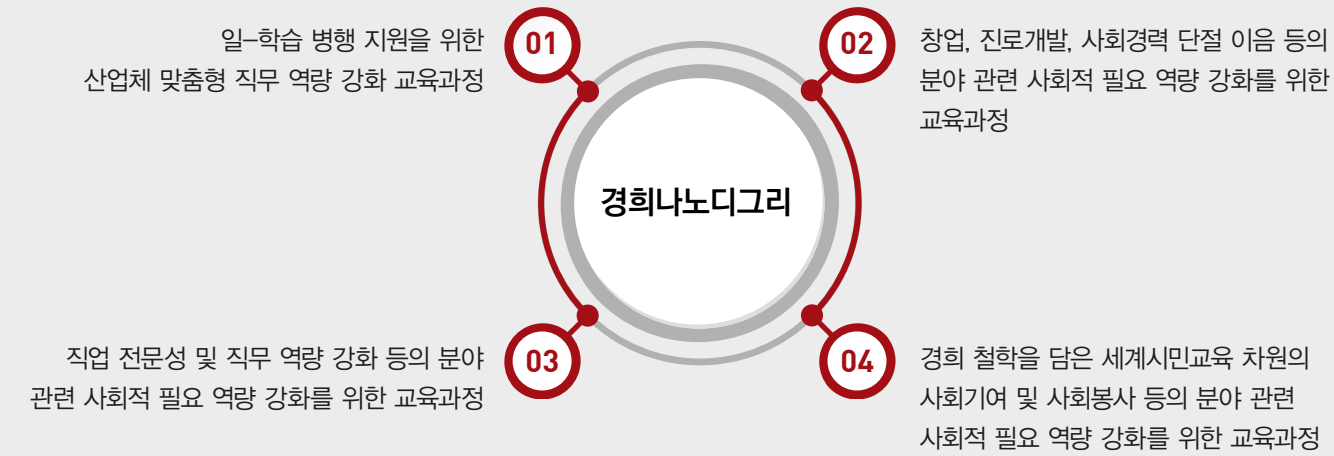 01
일-학습 병행 지원을 위한
산업체 맞춤형 직무 역량 강화 교육과정
02
창업, 진로개발, 사회경력 단절 이음 등의
분야 관련 사회적 필요 역량 강화를 위한
교육과정
경희나노디그리
03
직업 전문성 및 직무 역량 강화 등의 분야
관련 사회적 필요 역량 강화를 위한 교육과정
04
경희 철학을 담은 세계시민교육 차원의
사회기여 및 사회봉사 등의 분야 관련
사회적 필요 역량 강화를 위한 교육과정